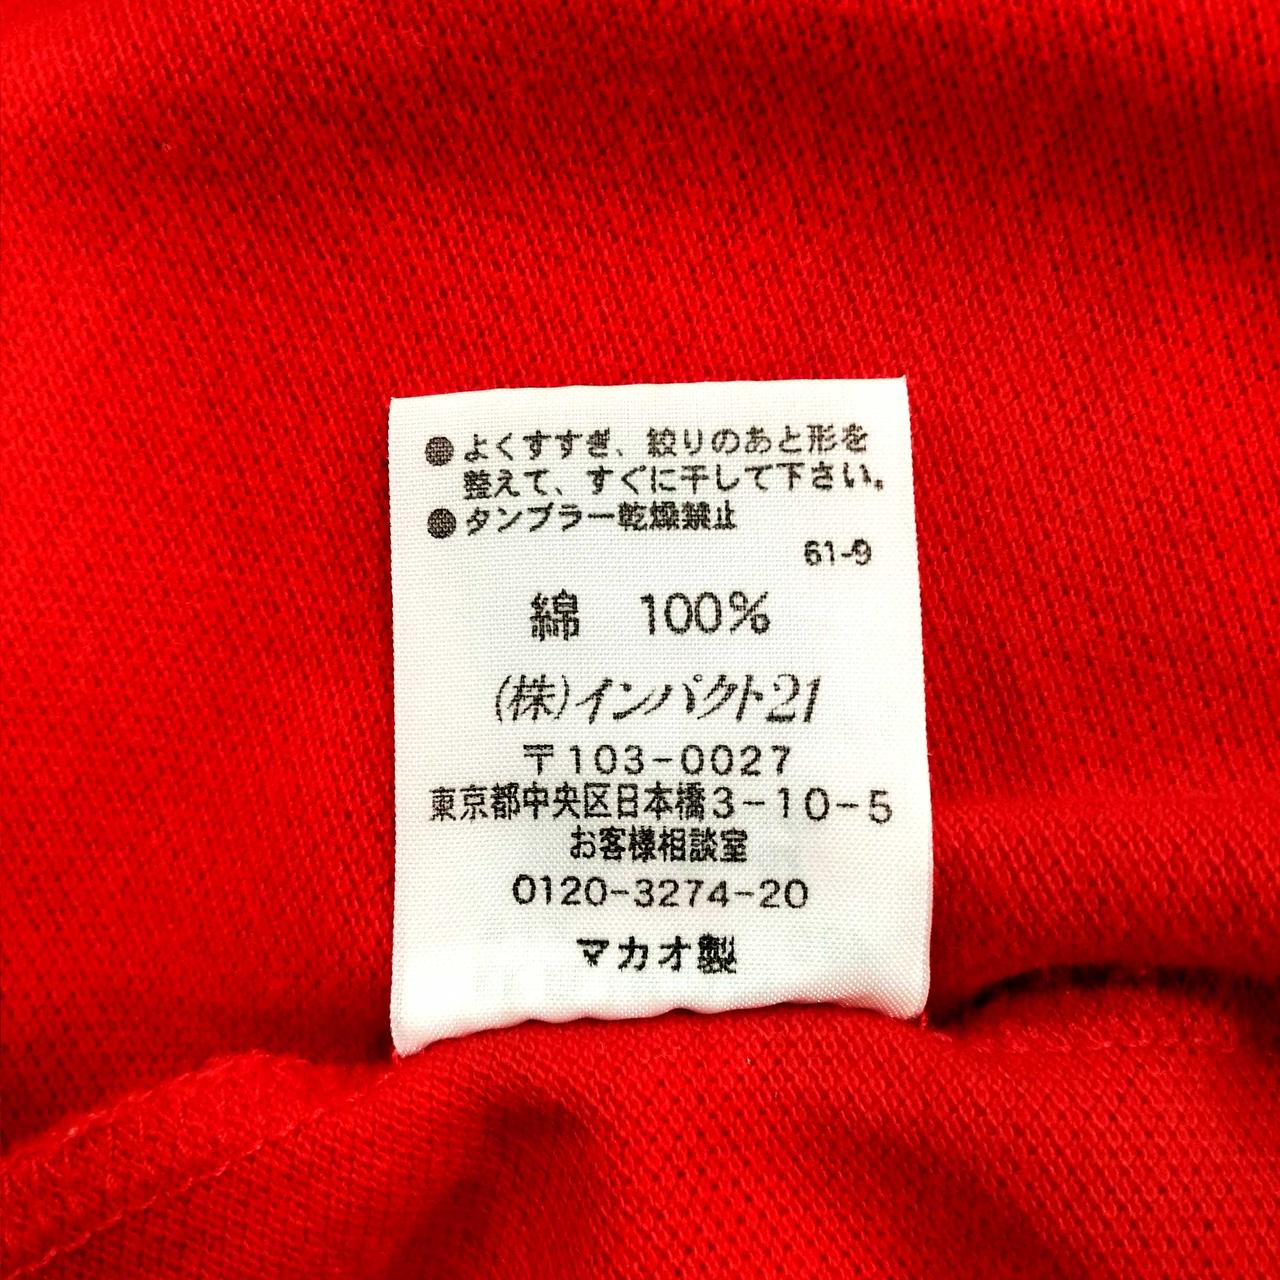 ●よくすすぎ、絞りのあと形を
整えて、すぐに干して下さい。
●タンブラー乾燥禁止
61-9
綿　100%
(株)インパクト21
〒103-0027
東京都中央区日本橋3-10-5
お客様相談室
0120-3274-20
マカオ製